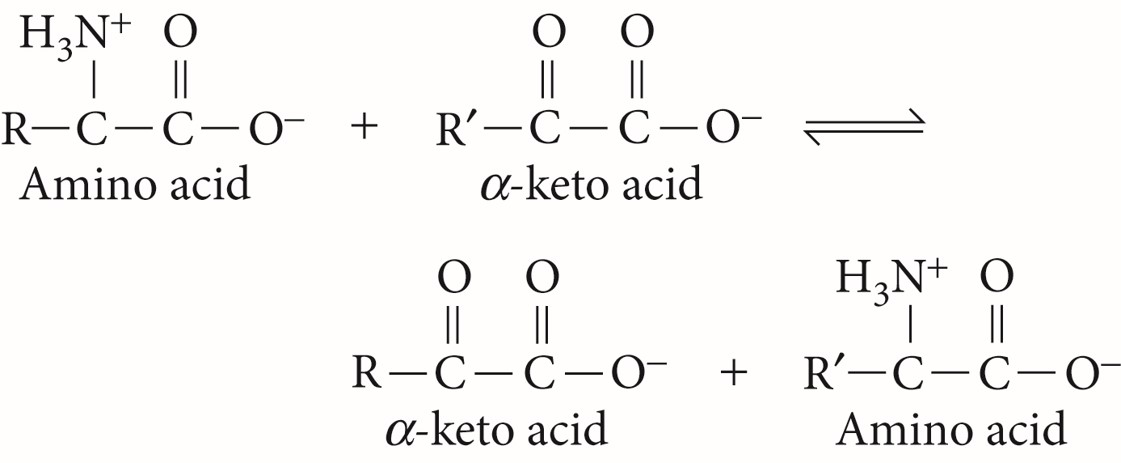 H₃N⁺ O O O
R—C—C—O⁻ + R′—C—C—O⁻ ⇌
Amino acid α-keto acid
O O H₃N⁺ O
R—C—C—O⁻ + R′—C—C—O⁻
α-keto acid Amino acid